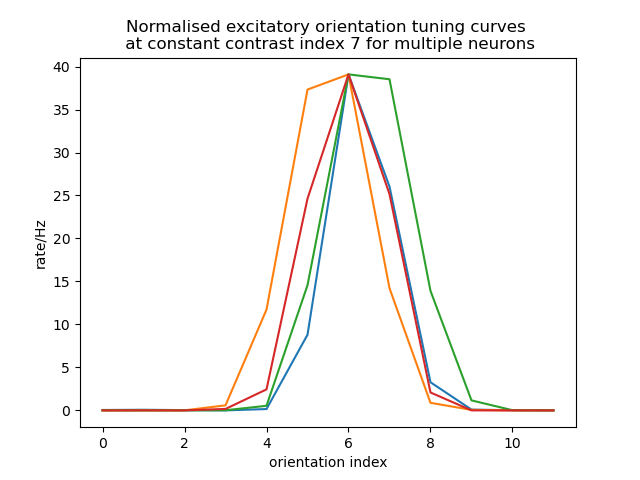 Normalised excitatory orientation tuning curves
at constant contrast index 7 for multiple neurons
40
35
30
25
20
15
10
5
0
rate/Hz
0 2 4 6 8 10
orientation index